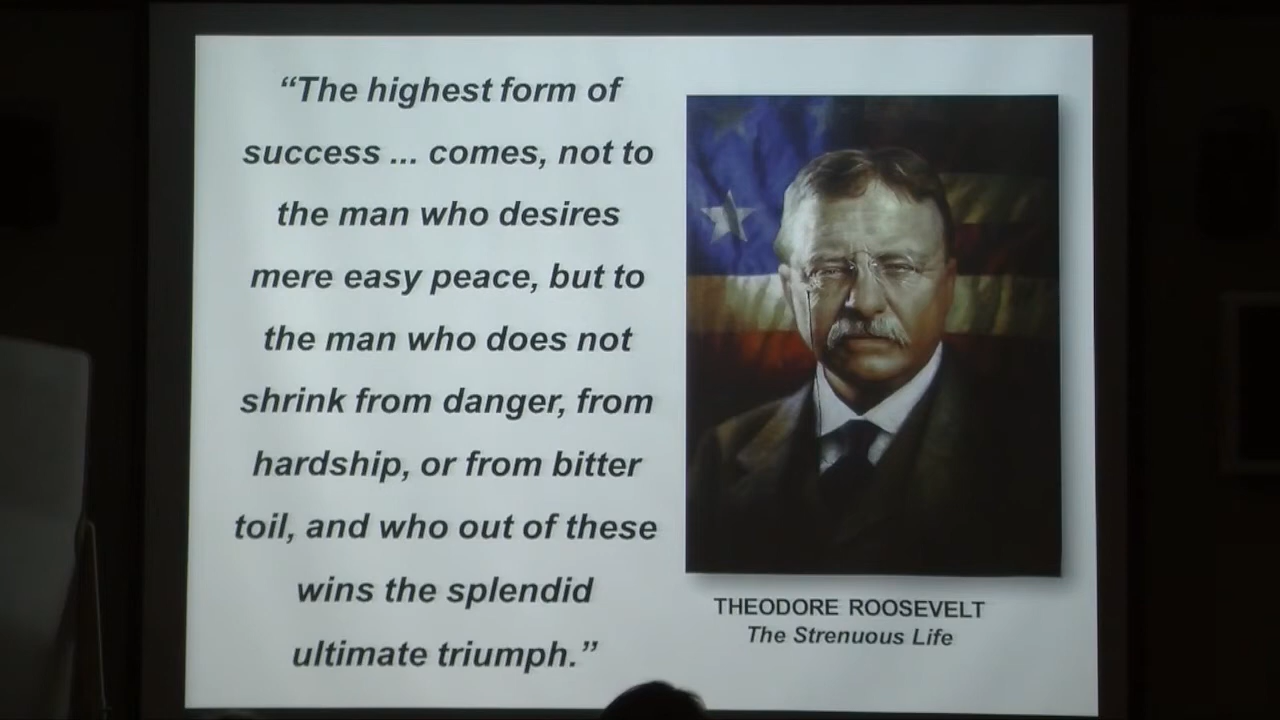 “The highest form of
success ... comes, not to
the man who desires
mere easy peace, but to
the man who does not
shrink from danger, from
hardship, or from bitter
toil, and who out of these
wins the splendid
ultimate triumph.”
THEODORE ROOSEVELT
The Strenuous Life